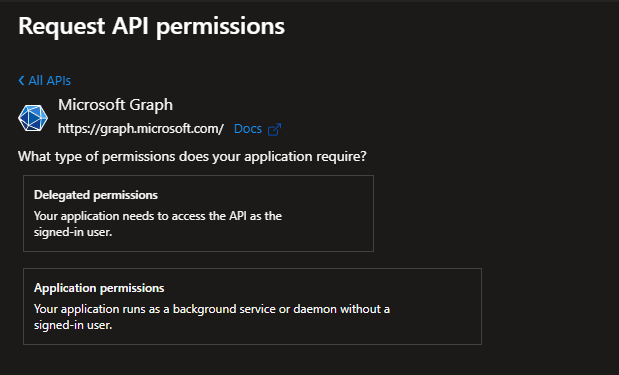 Request API permissions
All APIs
Microsoft Graph
https://graph.microsoft.com/ Docs
What type of permissions does your application require?
Delegated permissions
Your application needs to access the API as the
signed-in user.
Application permissions
Your application runs as a background service or daemon without a
signed-in user.